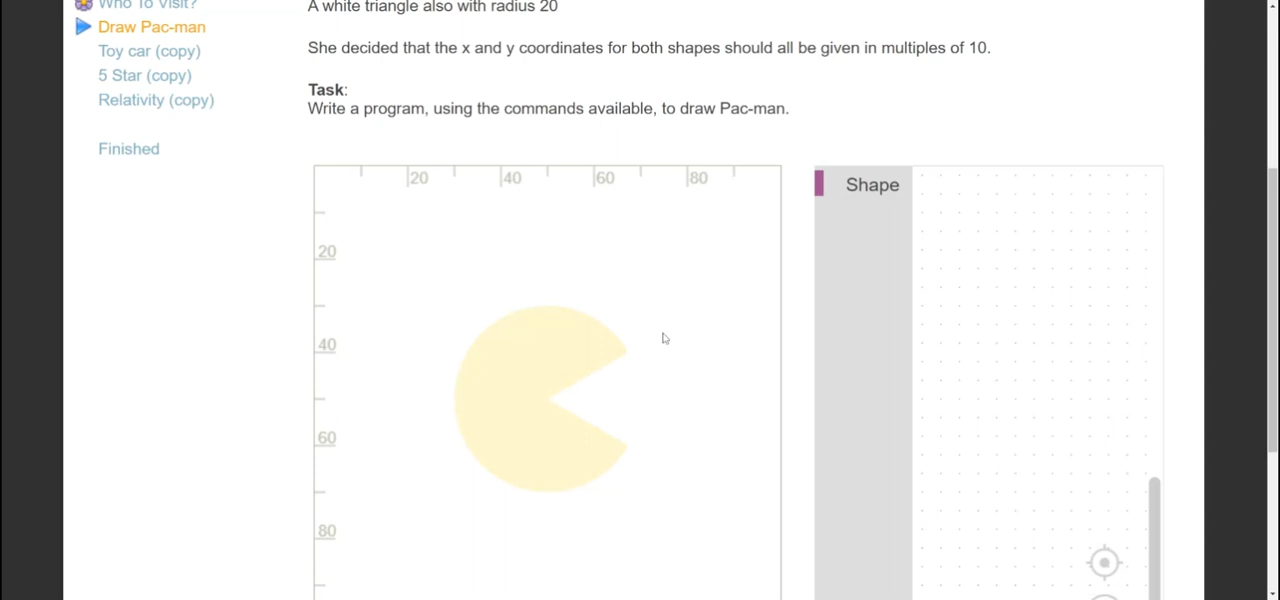 Who To Visit?
Draw Pac-man
Toy car (copy)
5 Star (copy)
Relativity (copy)
Finished
A white triangle also with radius 20
She decided that the x and y coordinates for both shapes should all be given in multiples of 10.
Task:
Write a program, using the commands available, to draw Pac-man.
20 40 60 80
20
40
60
80
Shape